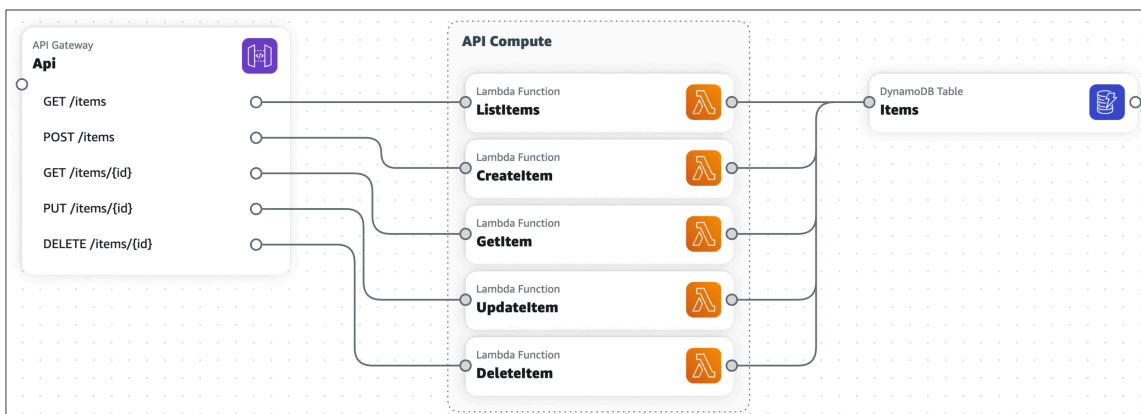 API Gateway
Api
GET /items
POST /items
GET /items/{id}
PUT /items/{id}
DELETE /items/{id}
API Compute
Lambda Function
ListItems
Lambda Function
CreateItem
Lambda Function
GetItem
Lambda Function
UpdateItem
Lambda Function
DeleteItem
DynamoDB Table
Items